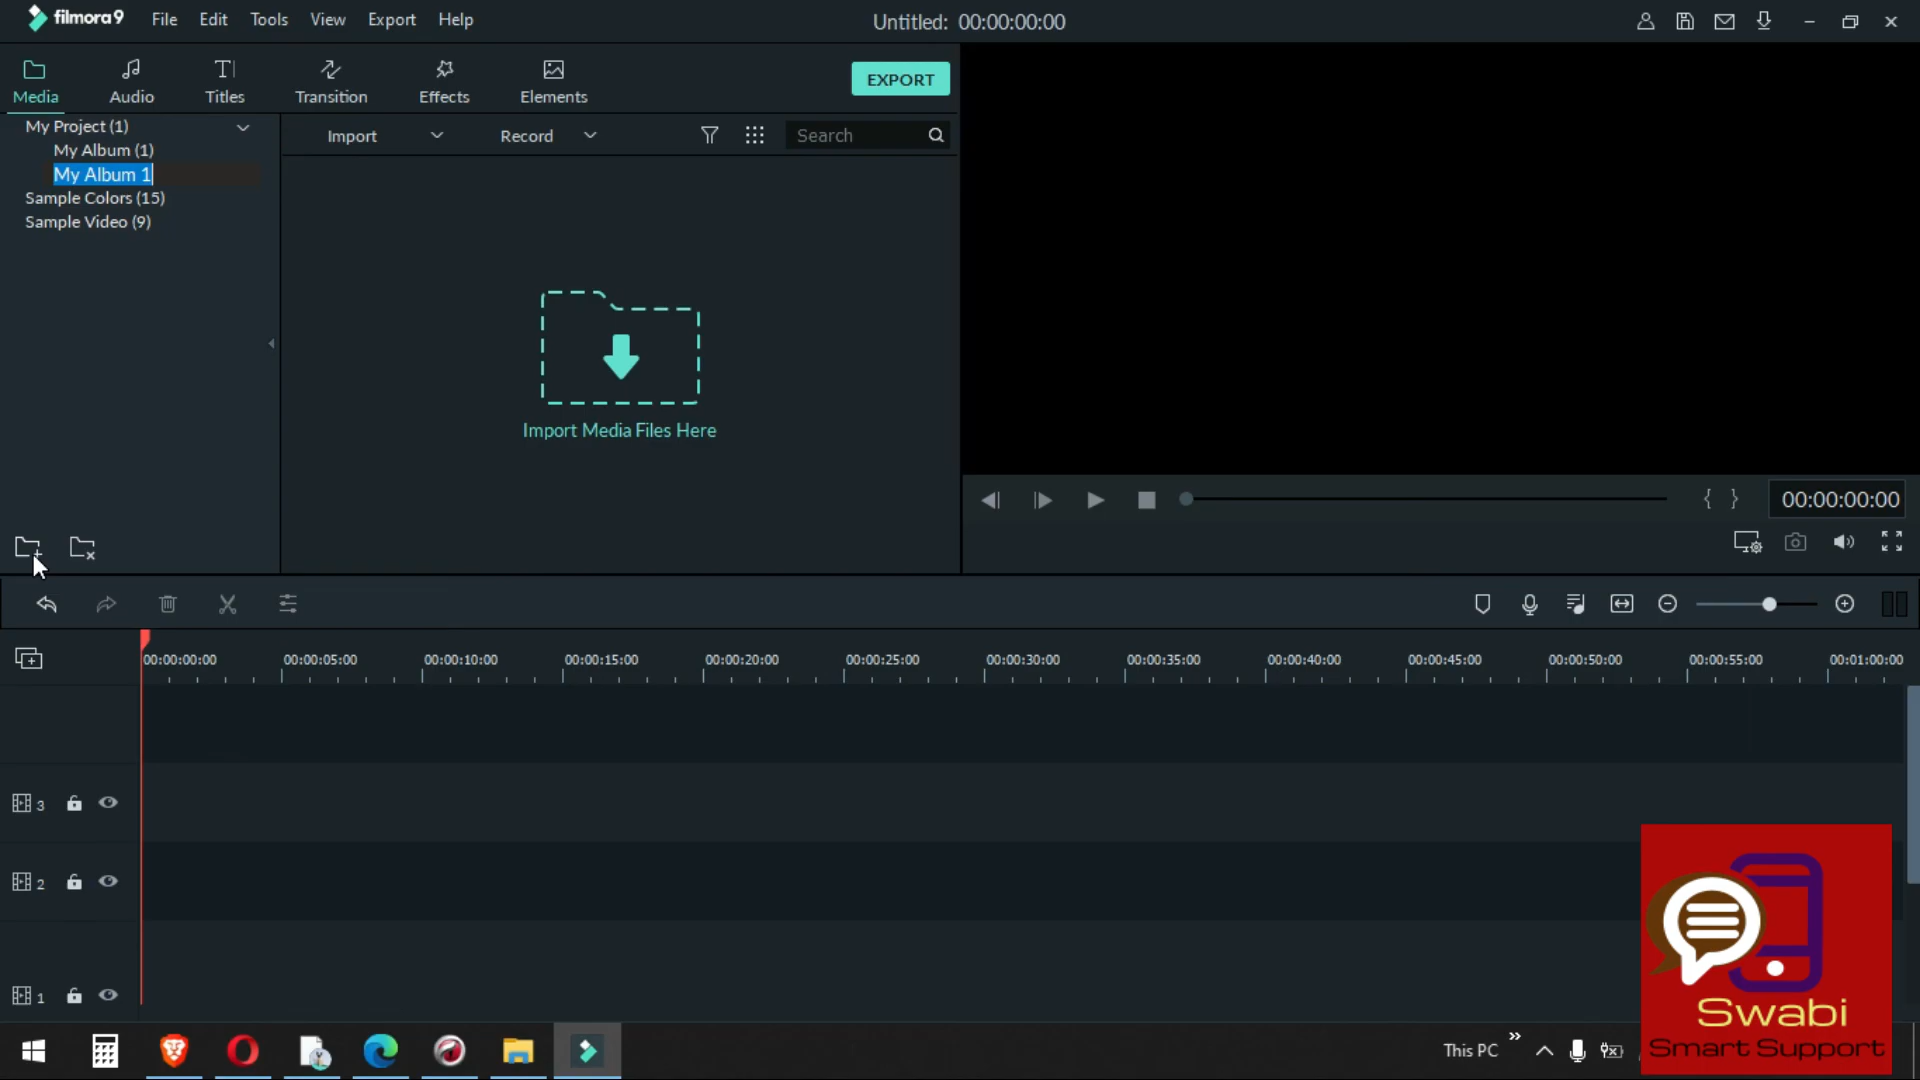 filmora9 File Edit Tools View Export Help Untitled: 00:00:00:00
Media Audio Titles Transition Effects Elements EXPORT
My Project (1)
My Album (1)
My Album 1
Sample Colors (15)
Sample Video (9)
Import Record Search
Import Media Files Here
00:00:00:00
00:00:00:00 00:00:05:00 00:00:10:00 00:00:15:00 00:00:20:00 00:00:25:00 00:00:30:00 00:00:35:00 00:00:40:00 00:00:45:00 00:00:50:00 00:00:55:00 00:01:00:00
3
2
1
This PC
Swabi
Smart Support